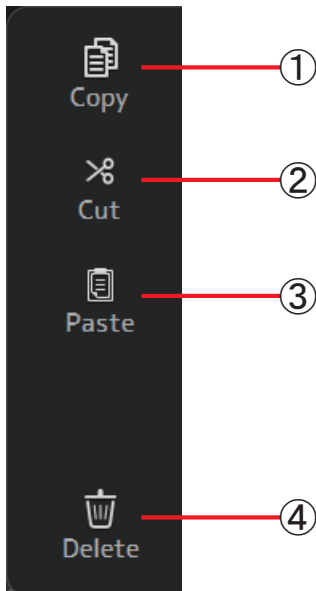 Copy
①
Cut
②
Paste
③
Delete
④